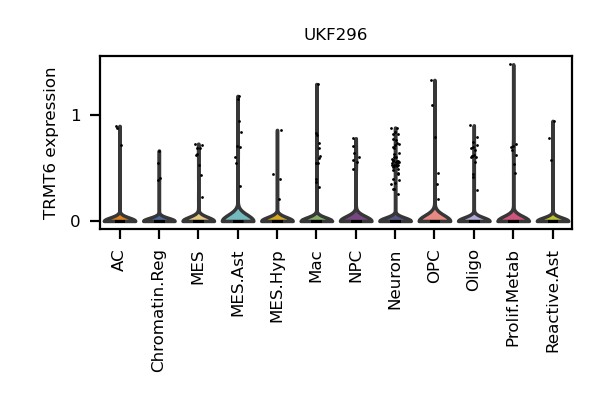 UKF296
TRMT6 expression
1
0
AC
Chromatin.Reg
MES
MES.Ast
MES.Hyp
Mac
NPC
Neuron
OPC
Oligo
Prolif.Metab
Reactive.Ast